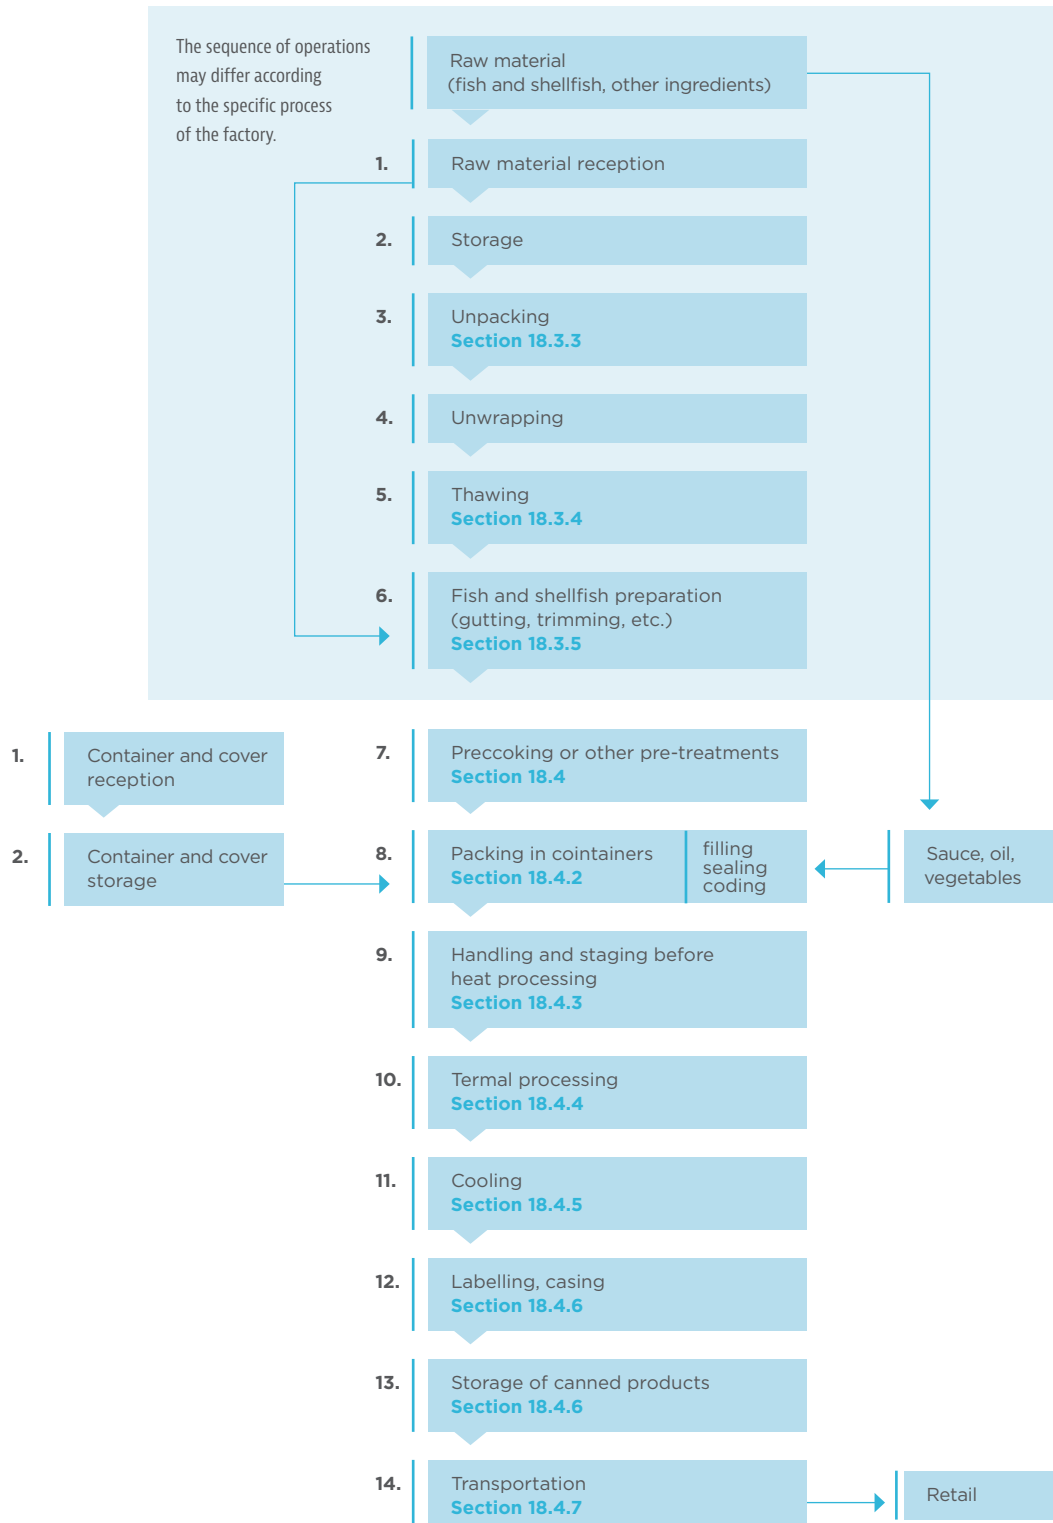 The sequence of operations
may differ according
to the specific process
of the factory.
Raw material
(fish and shellfish, other ingredients)
1.
Raw material reception
2.
Storage
3.
Unpacking
Section 18.3.3
4.
Unwrapping
5.
Thawing
Section 18.3.4
6.
Fish and shellfish preparation
(gutting, trimming, etc.)
Section 18.3.5
1.
Container and cover
reception
2.
Container and cover
storage
7.
Preccoking or other pre-treatments
Section 18.4
8.
Packing in cointainers
Section 18.4.2
filling
sealing
coding
Sauce, oil,
vegetables
9.
Handling and staging before
heat processing
Section 18.4.3
10.
Termal processing
Section 18.4.4
11.
Cooling
Section 18.4.5
12.
Labelling, casing
Section 18.4.6
13.
Storage of canned products
Section 18.4.6
14.
Transportation
Section 18.4.7
Retail